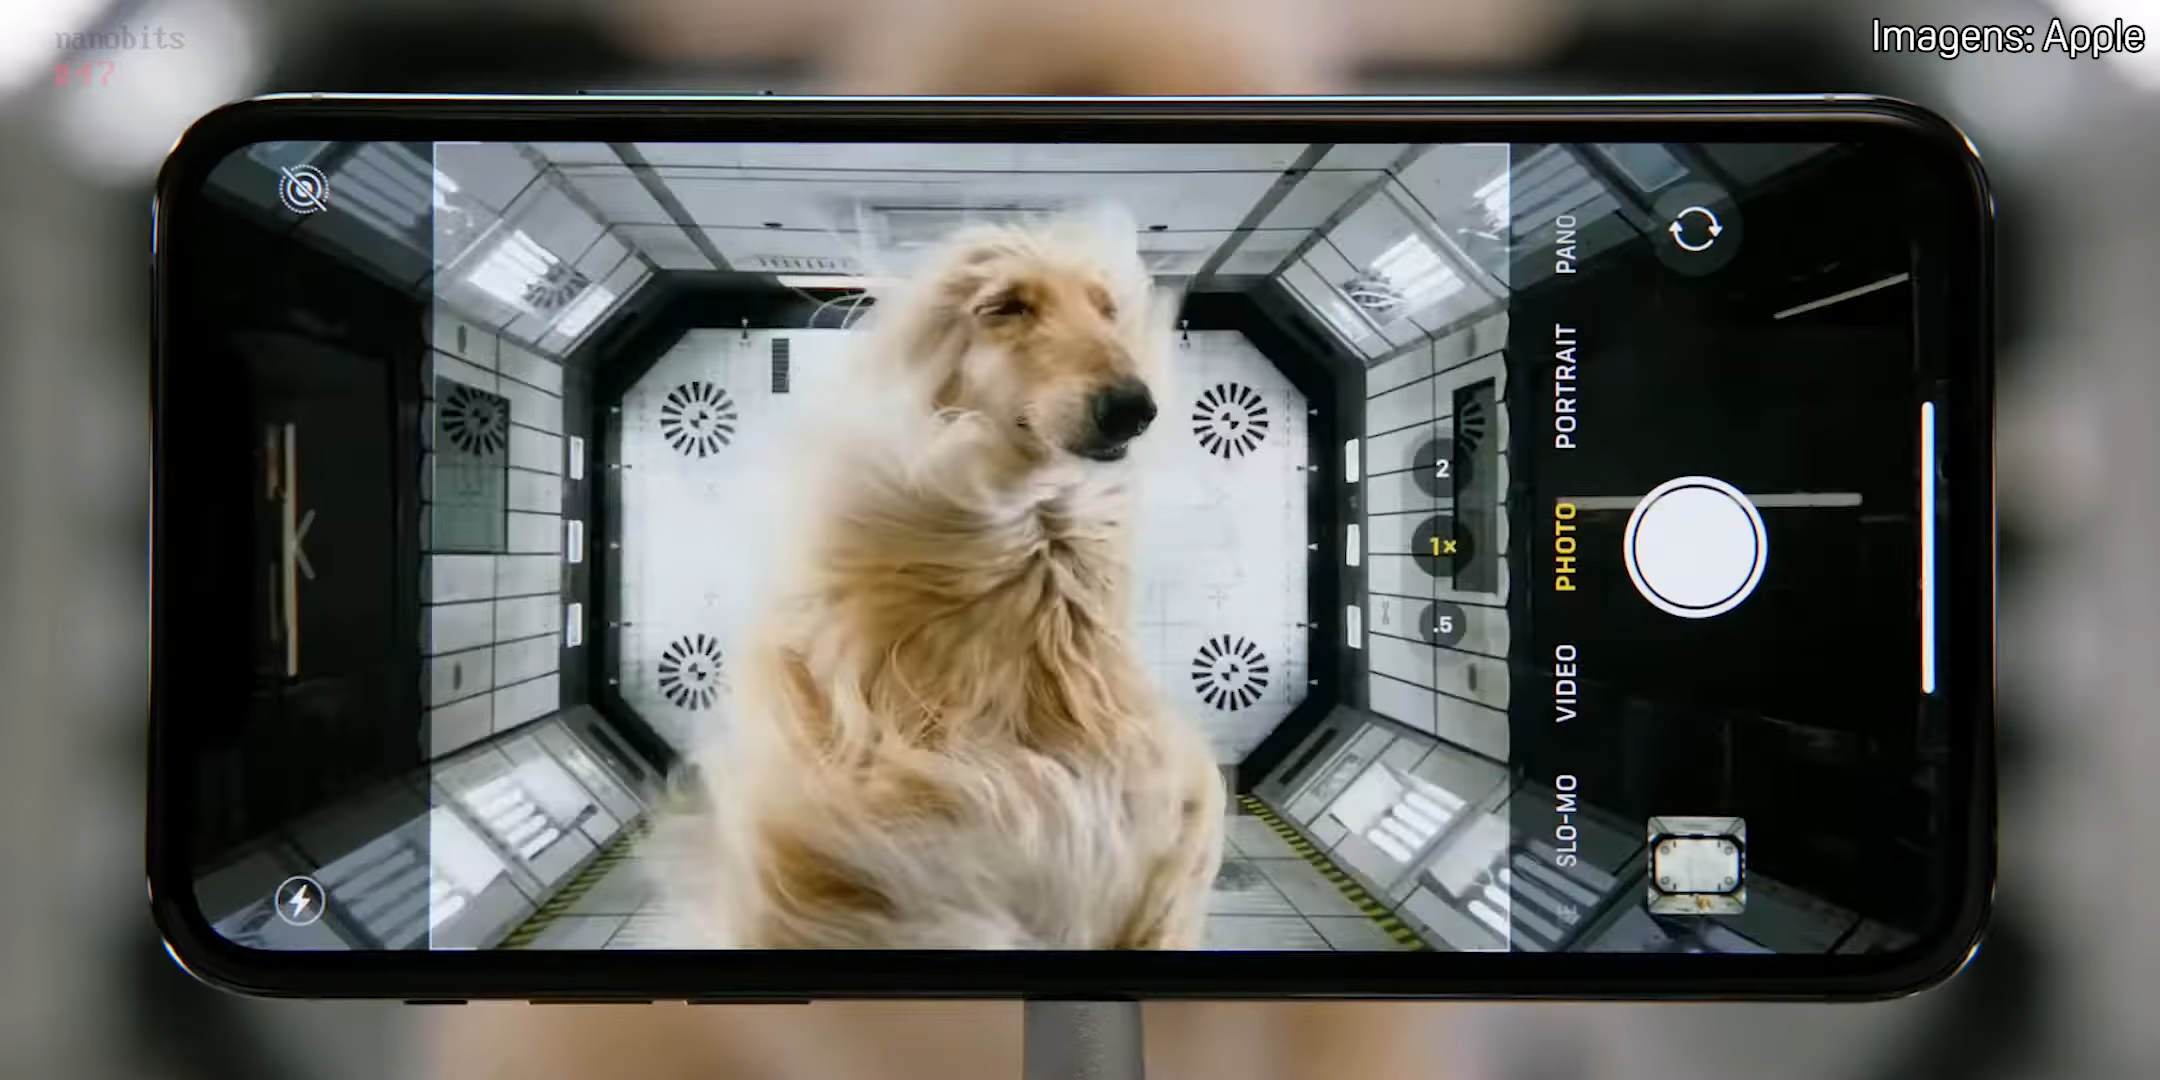 nanobits
#47
Imagens: Apple
PANO
PORTRAIT
PHOTO
VIDEO
SLO-MO
2
1×
.5